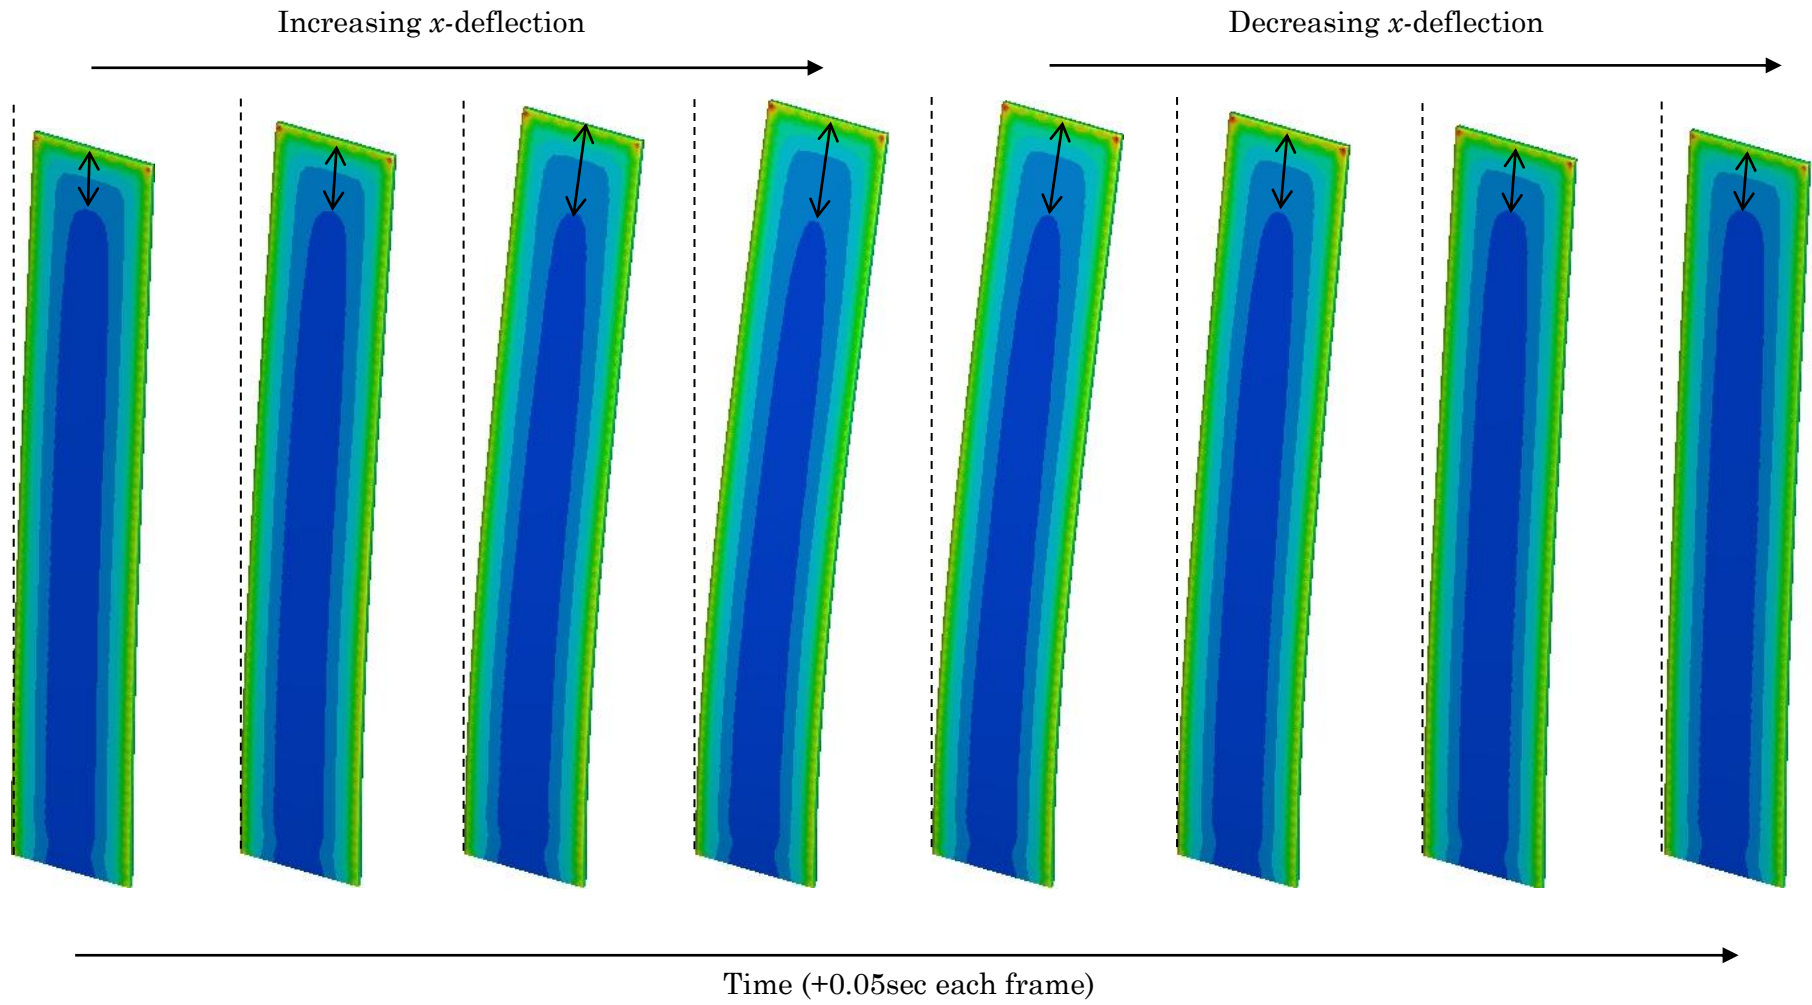 Increasing x-deflection
Decreasing x-deflection
Time (+0.05sec each frame)